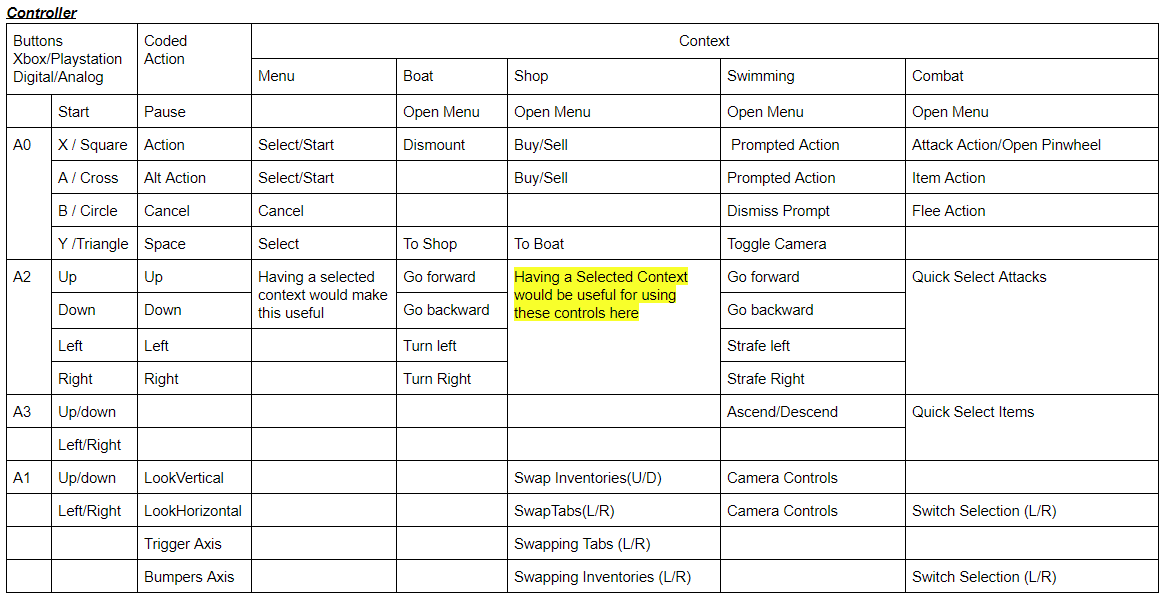 Controller
Buttons
Xbox/Playstation
Digital/Analog
Coded
Action
Context
Menu
Boat
Shop
Swimming
Combat
Start
Pause
Open Menu
Open Menu
Open Menu
Open Menu
A0
X / Square
Action
Select/Start
Dismount
Buy/Sell
Prompted Action
Attack Action/Open Pinwheel
A / Cross
Alt Action
Select/Start
Buy/Sell
Prompted Action
Item Action
B / Circle
Cancel
Cancel
Dismiss Prompt
Flee Action
Y /Triangle
Space
Select
To Shop
To Boat
Toggle Camera
A2
Up
Up
Having a selected
context would make
this useful
Go forward
Having a Selected Context
would be useful for using
these controls here
Go forward
Quick Select Attacks
Down
Down
Go backward
Go backward
Left
Left
Turn left
Strafe left
Right
Right
Turn Right
Strafe Right
A3
Up/down
Ascend/Descend
Quick Select Items
Left/Right
A1
Up/down
LookVertical
Swap Inventories(U/D)
Camera Controls
Left/Right
LookHorizontal
SwapTabs(L/R)
Camera Controls
Switch Selection (L/R)
Trigger Axis
Swapping Tabs (L/R)
Bumpers Axis
Swapping Inventories (L/R)
Switch Selection (L/R)